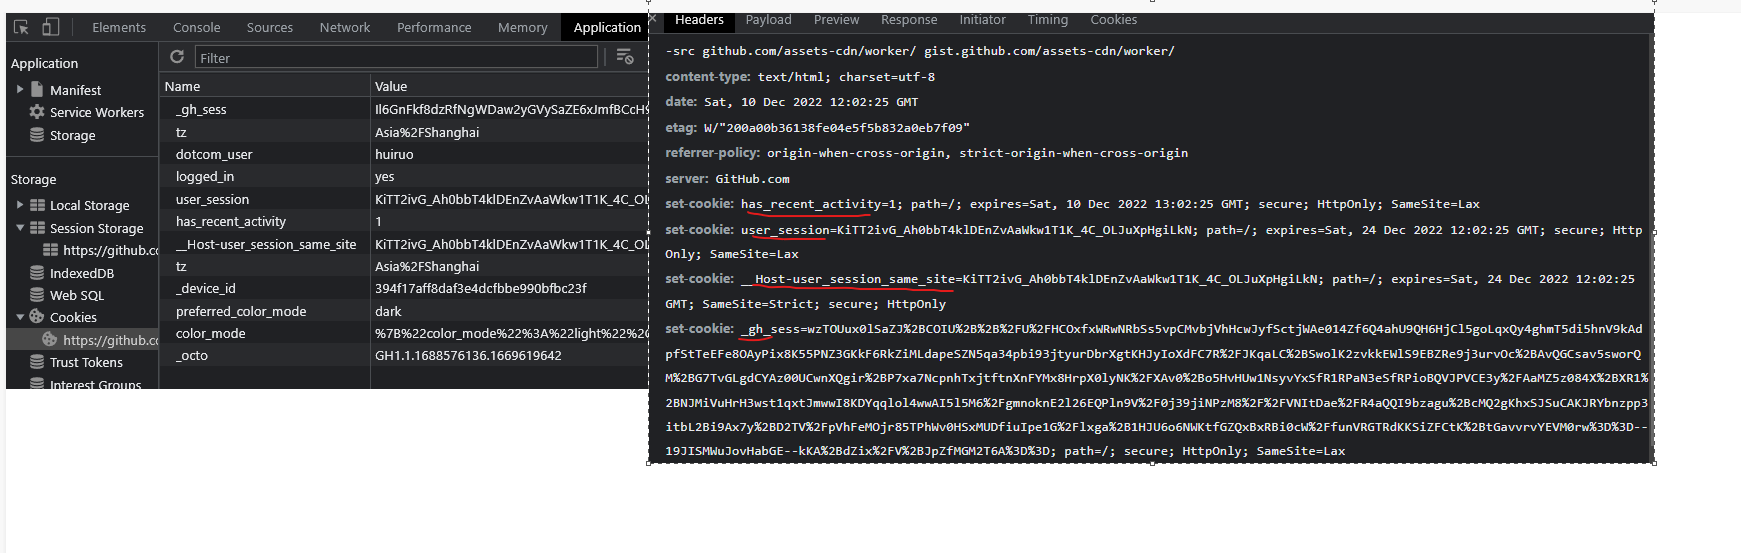 Elements Console Sources Network Performance Memory Application
Application
Manifest
Service Workers
Storage
Storage
Local Storage
Session Storage
https://github.cc
IndexedDB
Web SQL
Cookies
https://github.cc
Trust Tokens
Interest Groups
Filter
Name Value
_gh_sess Il6GnFkf8dzRfNgWDaw2yGVySaZE6xJmfBCcH9
tz Asia%2FShanghai
dotcom_user huiruo
logged_in yes
user_session KiTT2ivG_Ah0bbT4klDEnZvAaWkw1T1K_4C_OL
has_recent_activity 1
__Host-user_session_same_site KiTT2ivG_Ah0bbT4klDEnZvAaWkw1T1K_4C_OL
tz Asia%2FShanghai
_device_id 394f17aff8daf3e4dcfbbe990bfbc23f
preferred_color_mode dark
color_mode %7B%22color_mode%22%3A%22light%22%2C
_octo GH1.1.1688576136.1669619642
Headers Payload Preview Response Initiator Timing Cookies
-src github.com/assets-cdn/worker/ gist.github.com/assets-cdn/worker/
content-type: text/html; charset=utf-8
date: Sat, 10 Dec 2022 12:02:25 GMT
etag: W/"200a00b36138fe04e5f5b832a0eb7f09"
referrer-policy: origin-when-cross-origin, strict-origin-when-cross-origin
server: GitHub.com
set-cookie: has_recent_activity=1; path=/; expires=Sat, 10 Dec 2022 13:02:25 GMT; secure; HttpOnly; SameSite=Lax
set-cookie: user_session=KiTT2ivG_Ah0bbT4klDEnZvAaWkw1T1K_4C_OLJuXpHgiLkN; path=/; expires=Sat, 24 Dec 2022 12:02:25 GMT; secure; Http
Only; SameSite=Lax
set-cookie: __Host-user_session_same_site=KiTT2ivG_Ah0bbT4klDEnZvAaWkw1T1K_4C_OLJuXpHgiLkN; path=/; expires=Sat, 24 Dec 2022 12:02:25
GMT; SameSite=Strict; secure; HttpOnly
set-cookie: _gh_sess=wzTOUux0lSaZJ%2BCOIU%2B%2B%2FU%2FHCOxfxWRwNRbSs5vpCMvbjVhHcwJyfSctjWAe014Zf6Q4ahU9QH6HjCl5goLqxQy4ghmT5di5hnV9kAd
pfStTeEFe8OAyPix8K55PNZ3GKkF6RkZiMLdapeSZN5qa34pbi93jtyurDbrXgtKHJyIoXdFC7R%2FJKqaLC%2BSwolK2zvkkEWlS9EBZRe9j3urvOc%2BAvQGCsav5sworQ
M%2BG7TvGLgdCYAz00UCwnXQgir%2BP7xa7NcpnhTxjtftnXnFYMx8HrpX0lyNK%2FXAv0%2Bo5HvHUw1NsyvYxSfR1RPaN3eSfRPioBQVJPVCE3y%2FAaMZ5z084X%2BXR1%
2BNJMiVuHrH3wst1qxtJmwwI8KDYqqlol4wwAI5l5M6%2FgmnoknE2l26EQPln9V%2F0j39jiNPzM8%2F%2FVNItDae%2FR4aQQI9bzagu%2BcMQ2gKhxSJSuCAKJRYbnzpp3
itbL2Bi9Ax7y%2BD2TV%2FpVhFeMOjr85TPhWv0HSxMUDfiuIpe1G%2Flxga%2B1HJU6o6NWKtfGZQxBxRBi0cW%2FfunVRGTRdKKSiZFCtK%2BtGavvrvYEVM0rw%3D%3D--
19JISMWuJovHabGE--kKA%2BdZix%2FV%2BJpZfMGM2T6A%3D%3D; path=/; secure; HttpOnly; SameSite=Lax